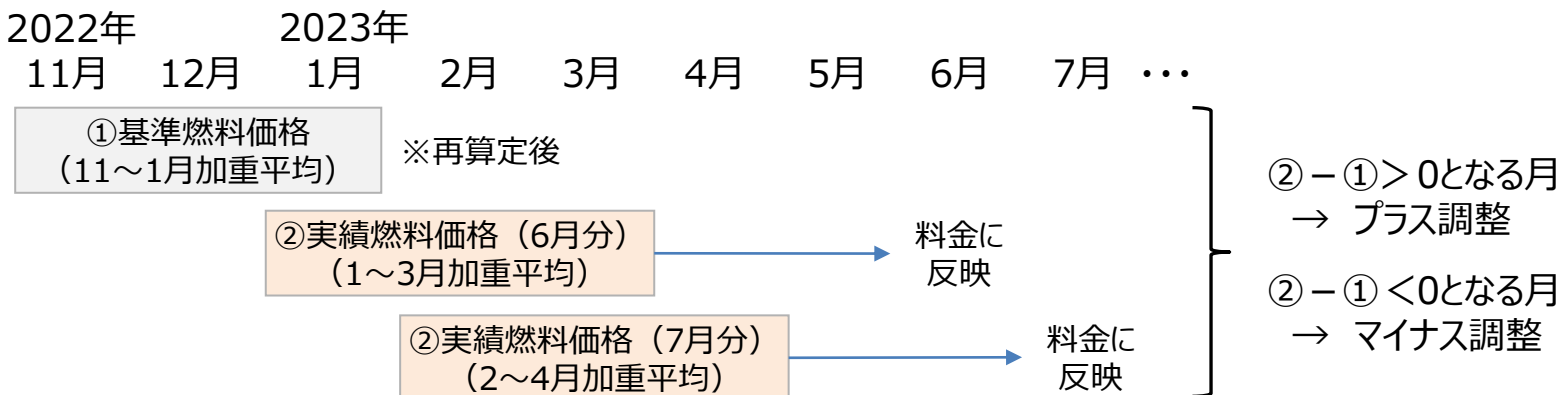 2022年 2023年
11月 12月 1月 2月 3月 4月 5月 6月 7月 ･･･
①基準燃料価格
（11～1月加重平均）
※再算定後
②実績燃料価格（6月分）
（1～3月加重平均）
料金に
反映
②実績燃料価格（7月分）
（2～4月加重平均）
料金に
反映
②－①＞0となる月
→ プラス調整
②－①＜0となる月
→ マイナス調整